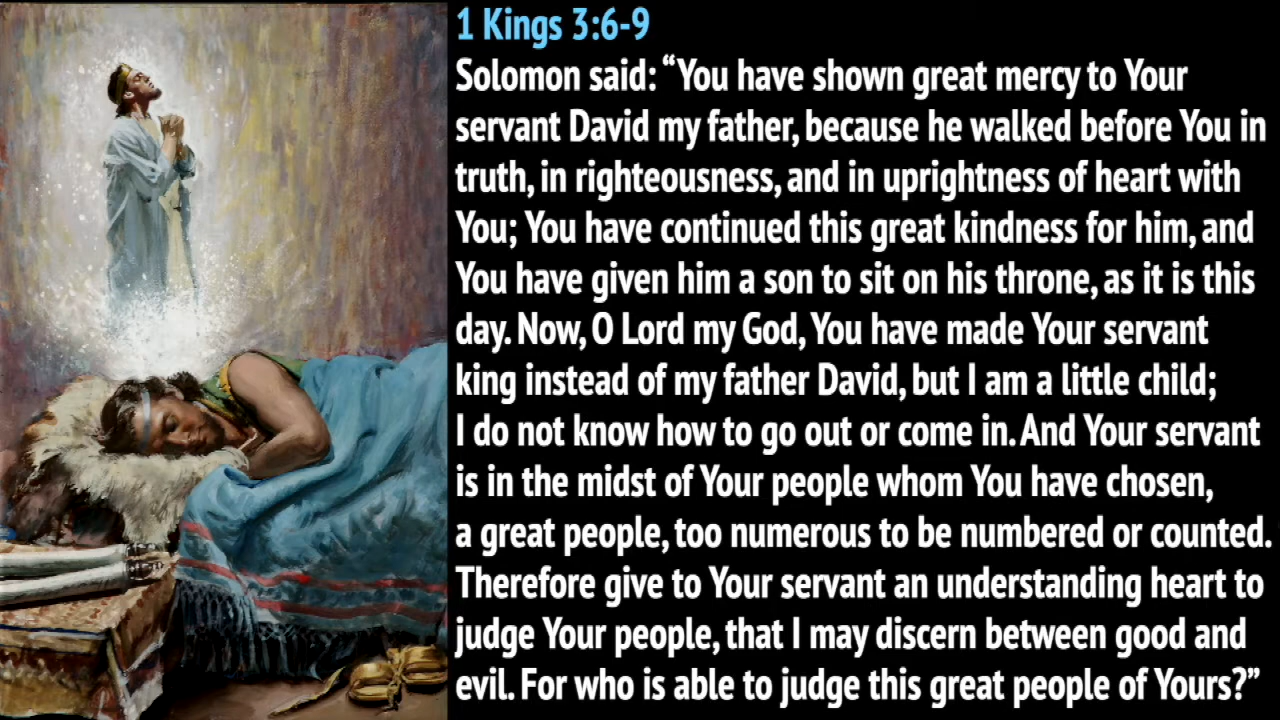 1 Kings 3:6-9
Solomon said: “You have shown great mercy to Your
servant David my father, because he walked before You in
truth, in righteousness, and in uprightness of heart with
You; You have continued this great kindness for him, and
You have given him a son to sit on his throne, as it is this
day. Now, O Lord my God, You have made Your servant
king instead of my father David, but I am a little child;
I do not know how to go out or come in. And Your servant
is in the midst of Your people whom You have chosen,
a great people, too numerous to be numbered or counted.
Therefore give to Your servant an understanding heart to
judge Your people, that I may discern between good and
evil. For who is able to judge this great people of Yours?”